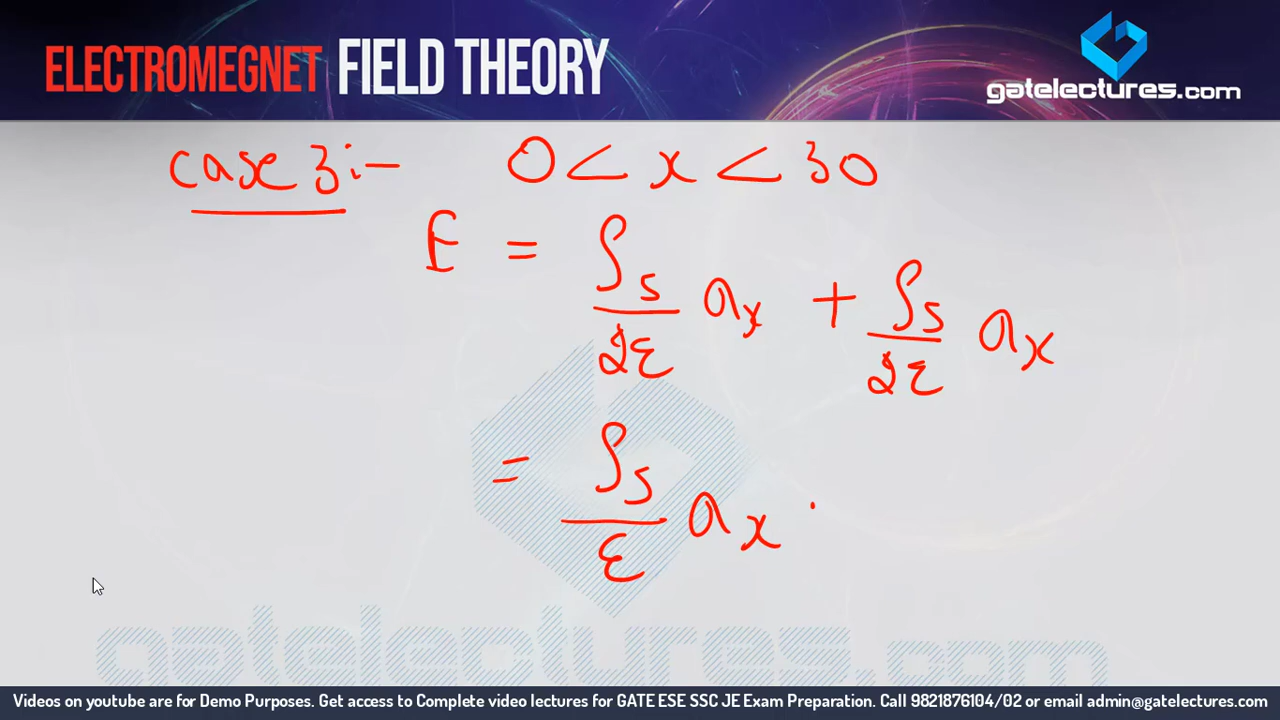 ELECTROMEGNET FIELD THEORY
gatelectures.com
case 3:- 0 < x < 30
E = ρs/2ε ax + ρs/2ε ax
= ρs/ε ax .
gatelectures.com
Videos on youtube are for Demo Purposes. Get access to Complete video lectures for GATE ESE SSC JE Exam Preparation. Call 9821876104/02 or email admin@gatelectures.com